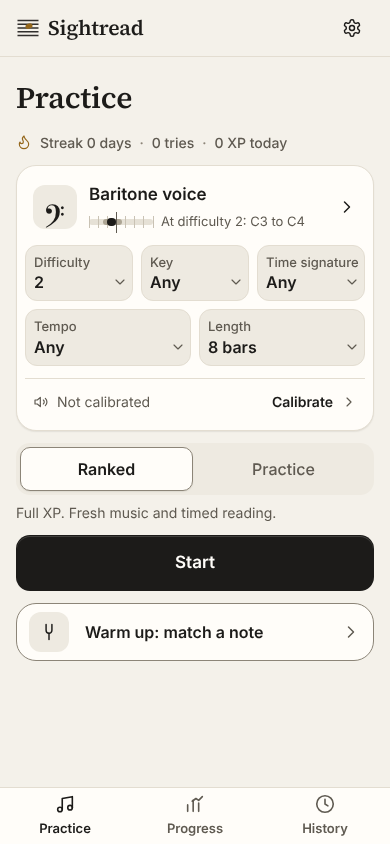 Sightread
Practice
Streak 0 days · 0 tries · 0 XP today
Baritone voice
At difficulty 2: C3 to C4
Difficulty
2
Key
Any
Time signature
Any
Tempo
Any
Length
8 bars
Not calibrated
Calibrate
Ranked
Practice
Full XP. Fresh music and timed reading.
Start
Warm up: match a note
Practice
Progress
History